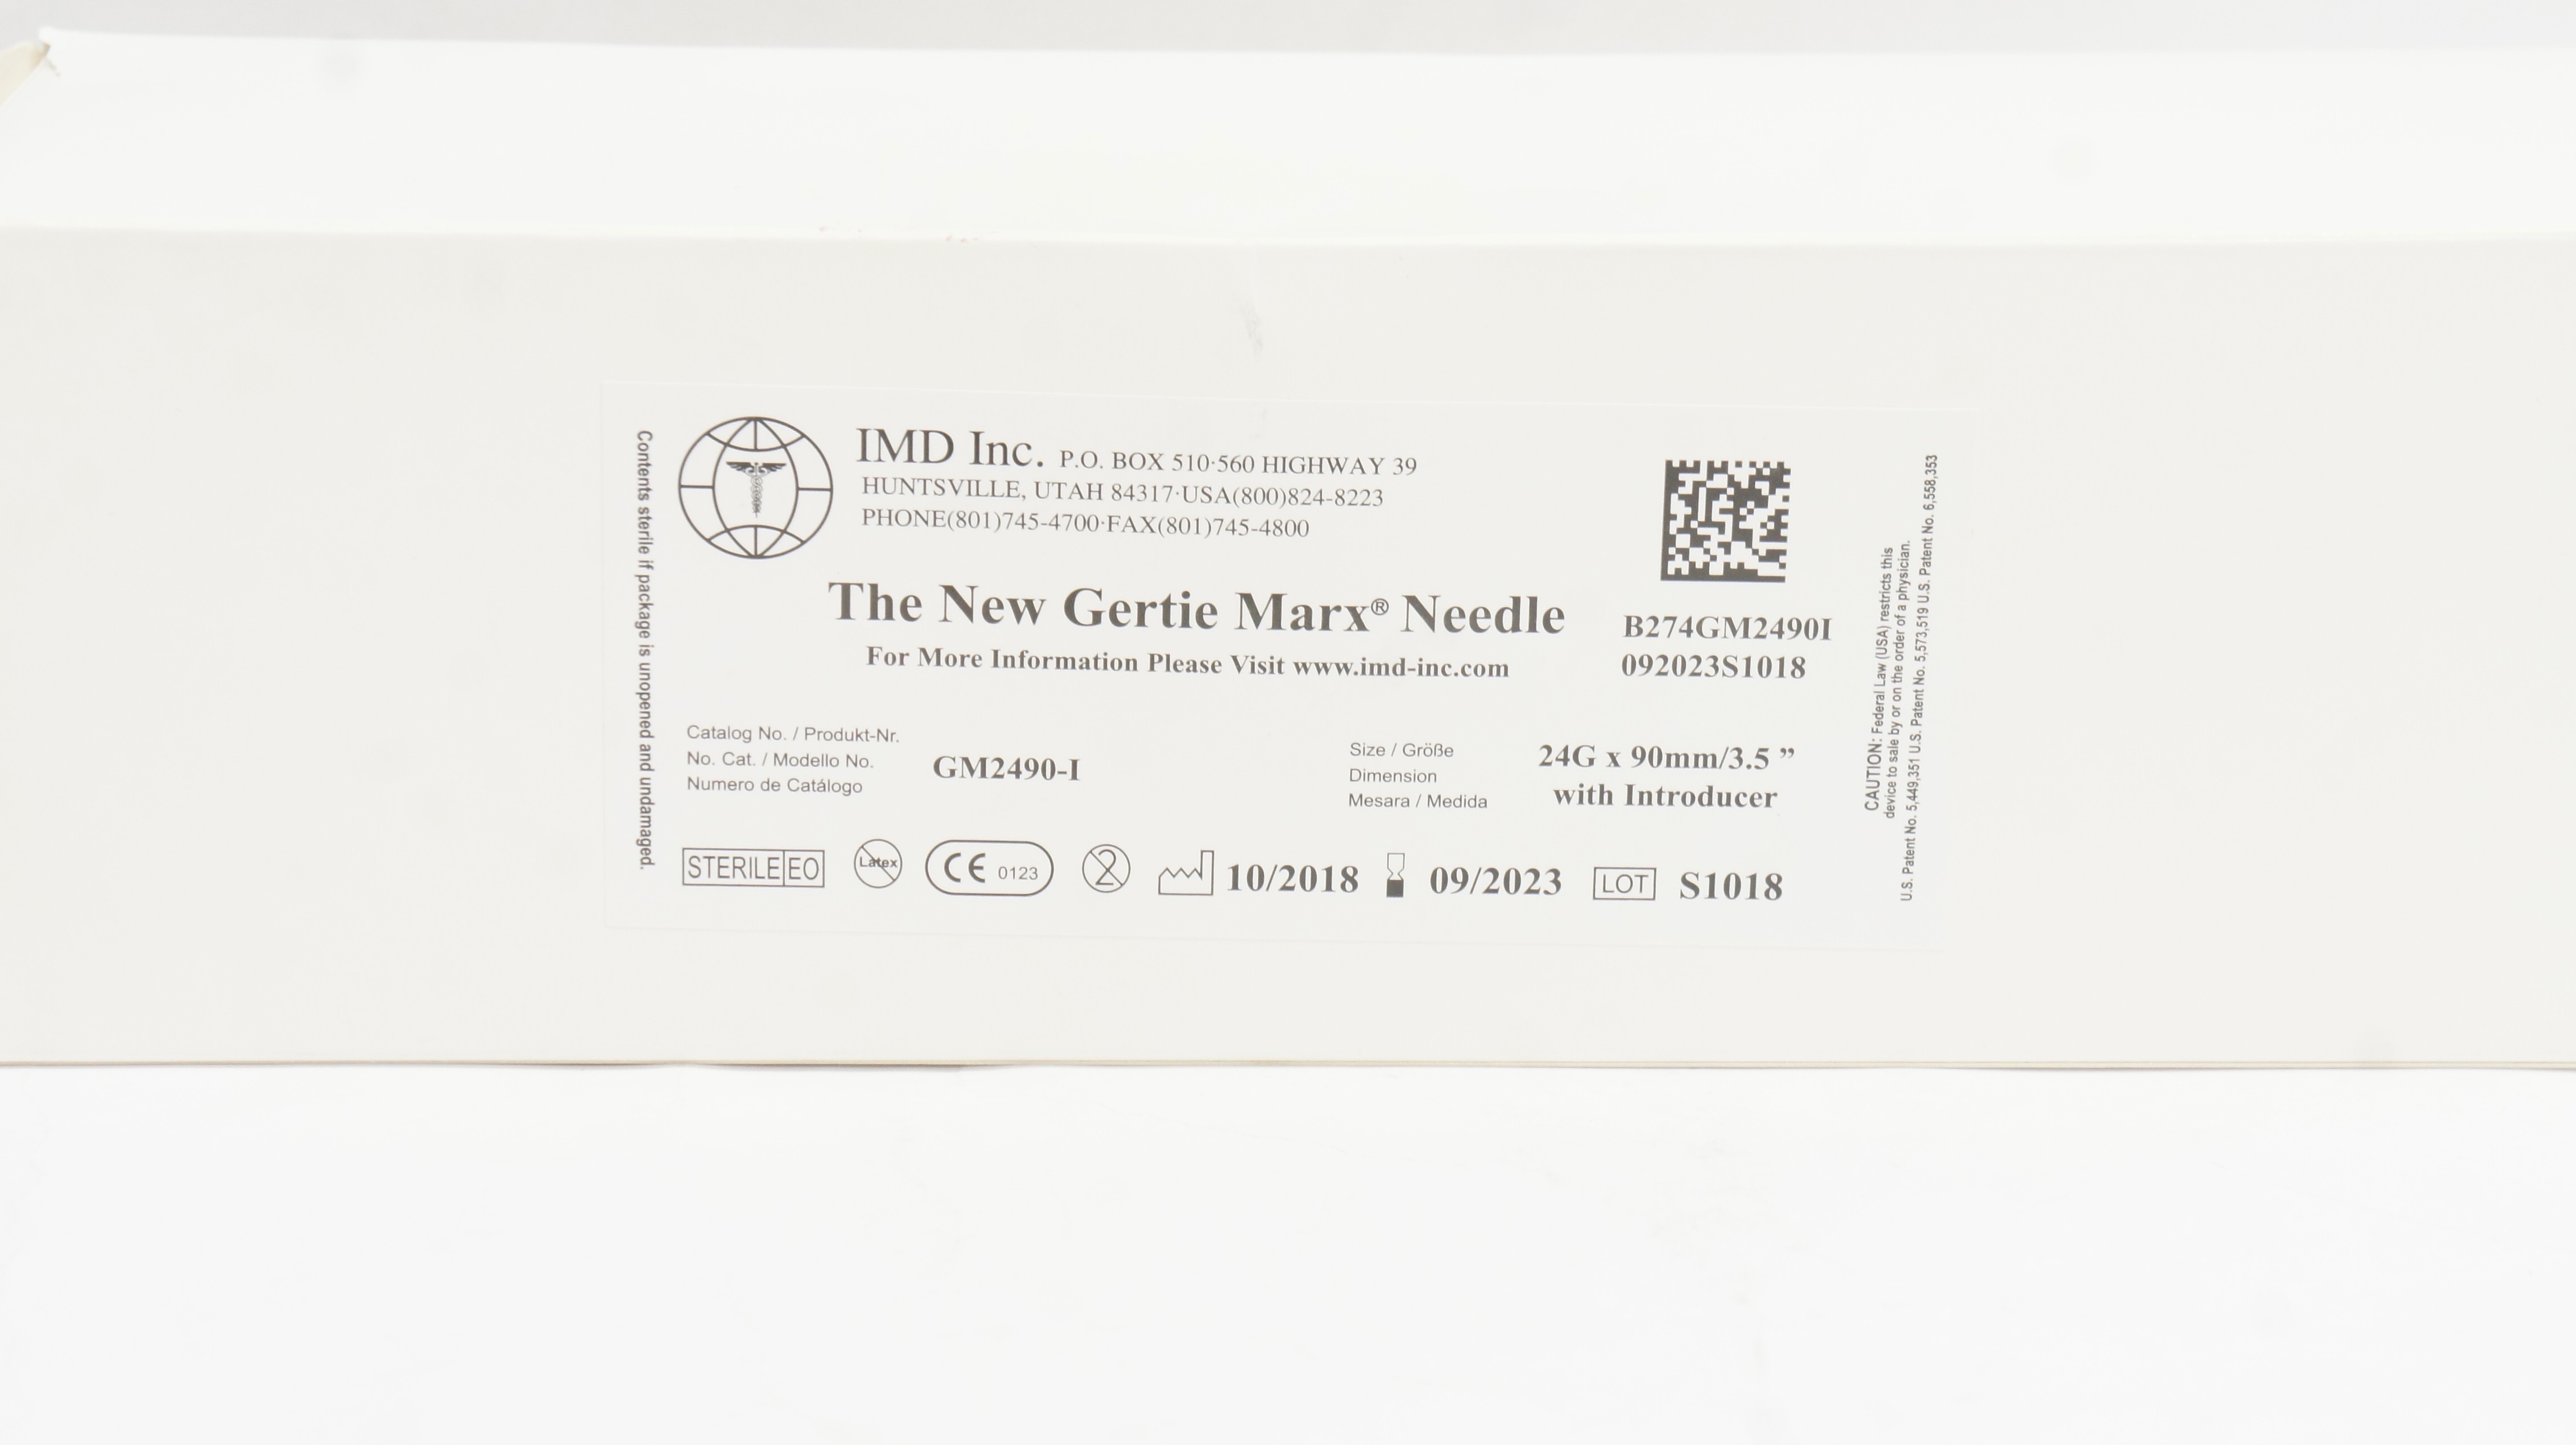 Contents sterile if package is unopened and undamaged.
IMD Inc. P.O. BOX 510·560 HIGHWAY 39
HUNTSVILLE, UTAH 84317·USA(800)824-8223
PHONE(801)745-4700·FAX(801)745-4800
The New Gertie Marx® Needle
For More Information Please Visit www.imd-inc.com
B274GM2490I
092023S1018
Catalog No. / Produkt-Nr.
No. Cat. / Modello No.
Numero de Catálogo
GM2490-I
Size / Größe
Dimension
Mesara / Medida
24G x 90mm/3.5 ”
with Introducer
STERILE EO
Latex
CE 0123
2
10/2018
09/2023
LOT S1018
CAUTION: Federal Law (USA) restricts this
device to sale by or on the order of a physician.
U.S. Patent No. 5,449,351 U.S. Patent No. 5,573,519 U.S. Patent No. 6,558,353